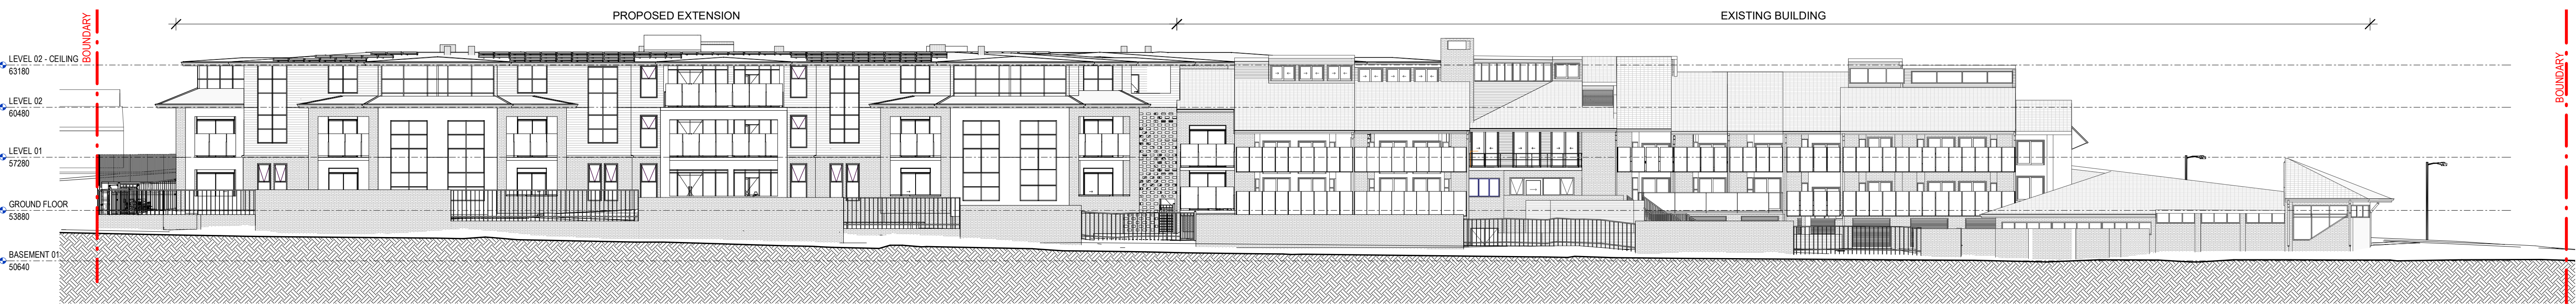 PROPOSED EXTENSION
EXISTING BUILDING
BOUNDARY
BOUNDARY
LEVEL 02 - CEILING
63180
LEVEL 02
60480
LEVEL 01
57280
GROUND FLOOR
53880
BASEMENT 01
50640